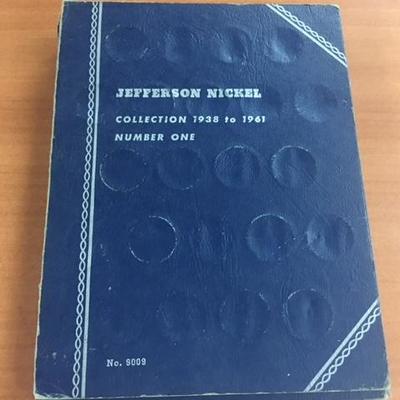 JEFFERSON NICKEL
COLLECTION 1938 to 1961
NUMBER ONE
No. 9009